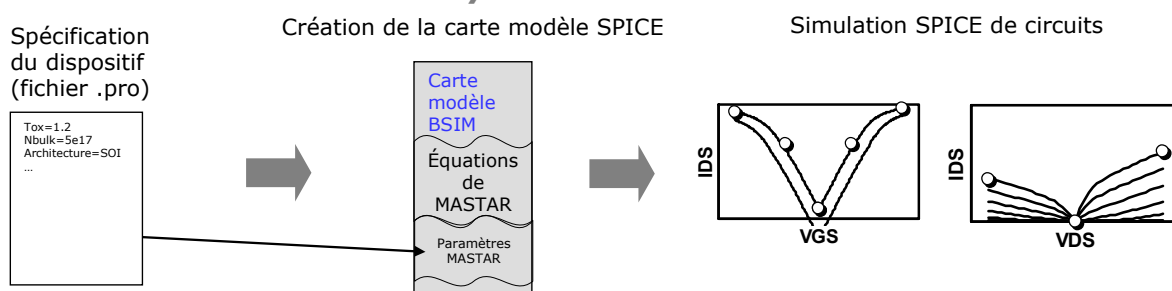 Spécification
du dispositif
(fichier .pro)
Création de la carte modèle SPICE
Simulation SPICE de circuits
Tox=1.2
Nbulk=5e17
Architecture=SOI
...
Carte
modèle
BSIM
Équations
de
MASTAR
Paramètres
MASTAR
IDS
VGS
IDS
VDS